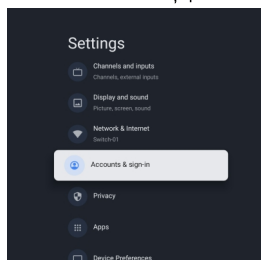 Settings
Channels and inputs
Channels, external inputs
Display and sound
Picture, screen, sound
Network & Internet
Switch-01
Accounts & sign-in
Privacy
Apps
Device Preferences